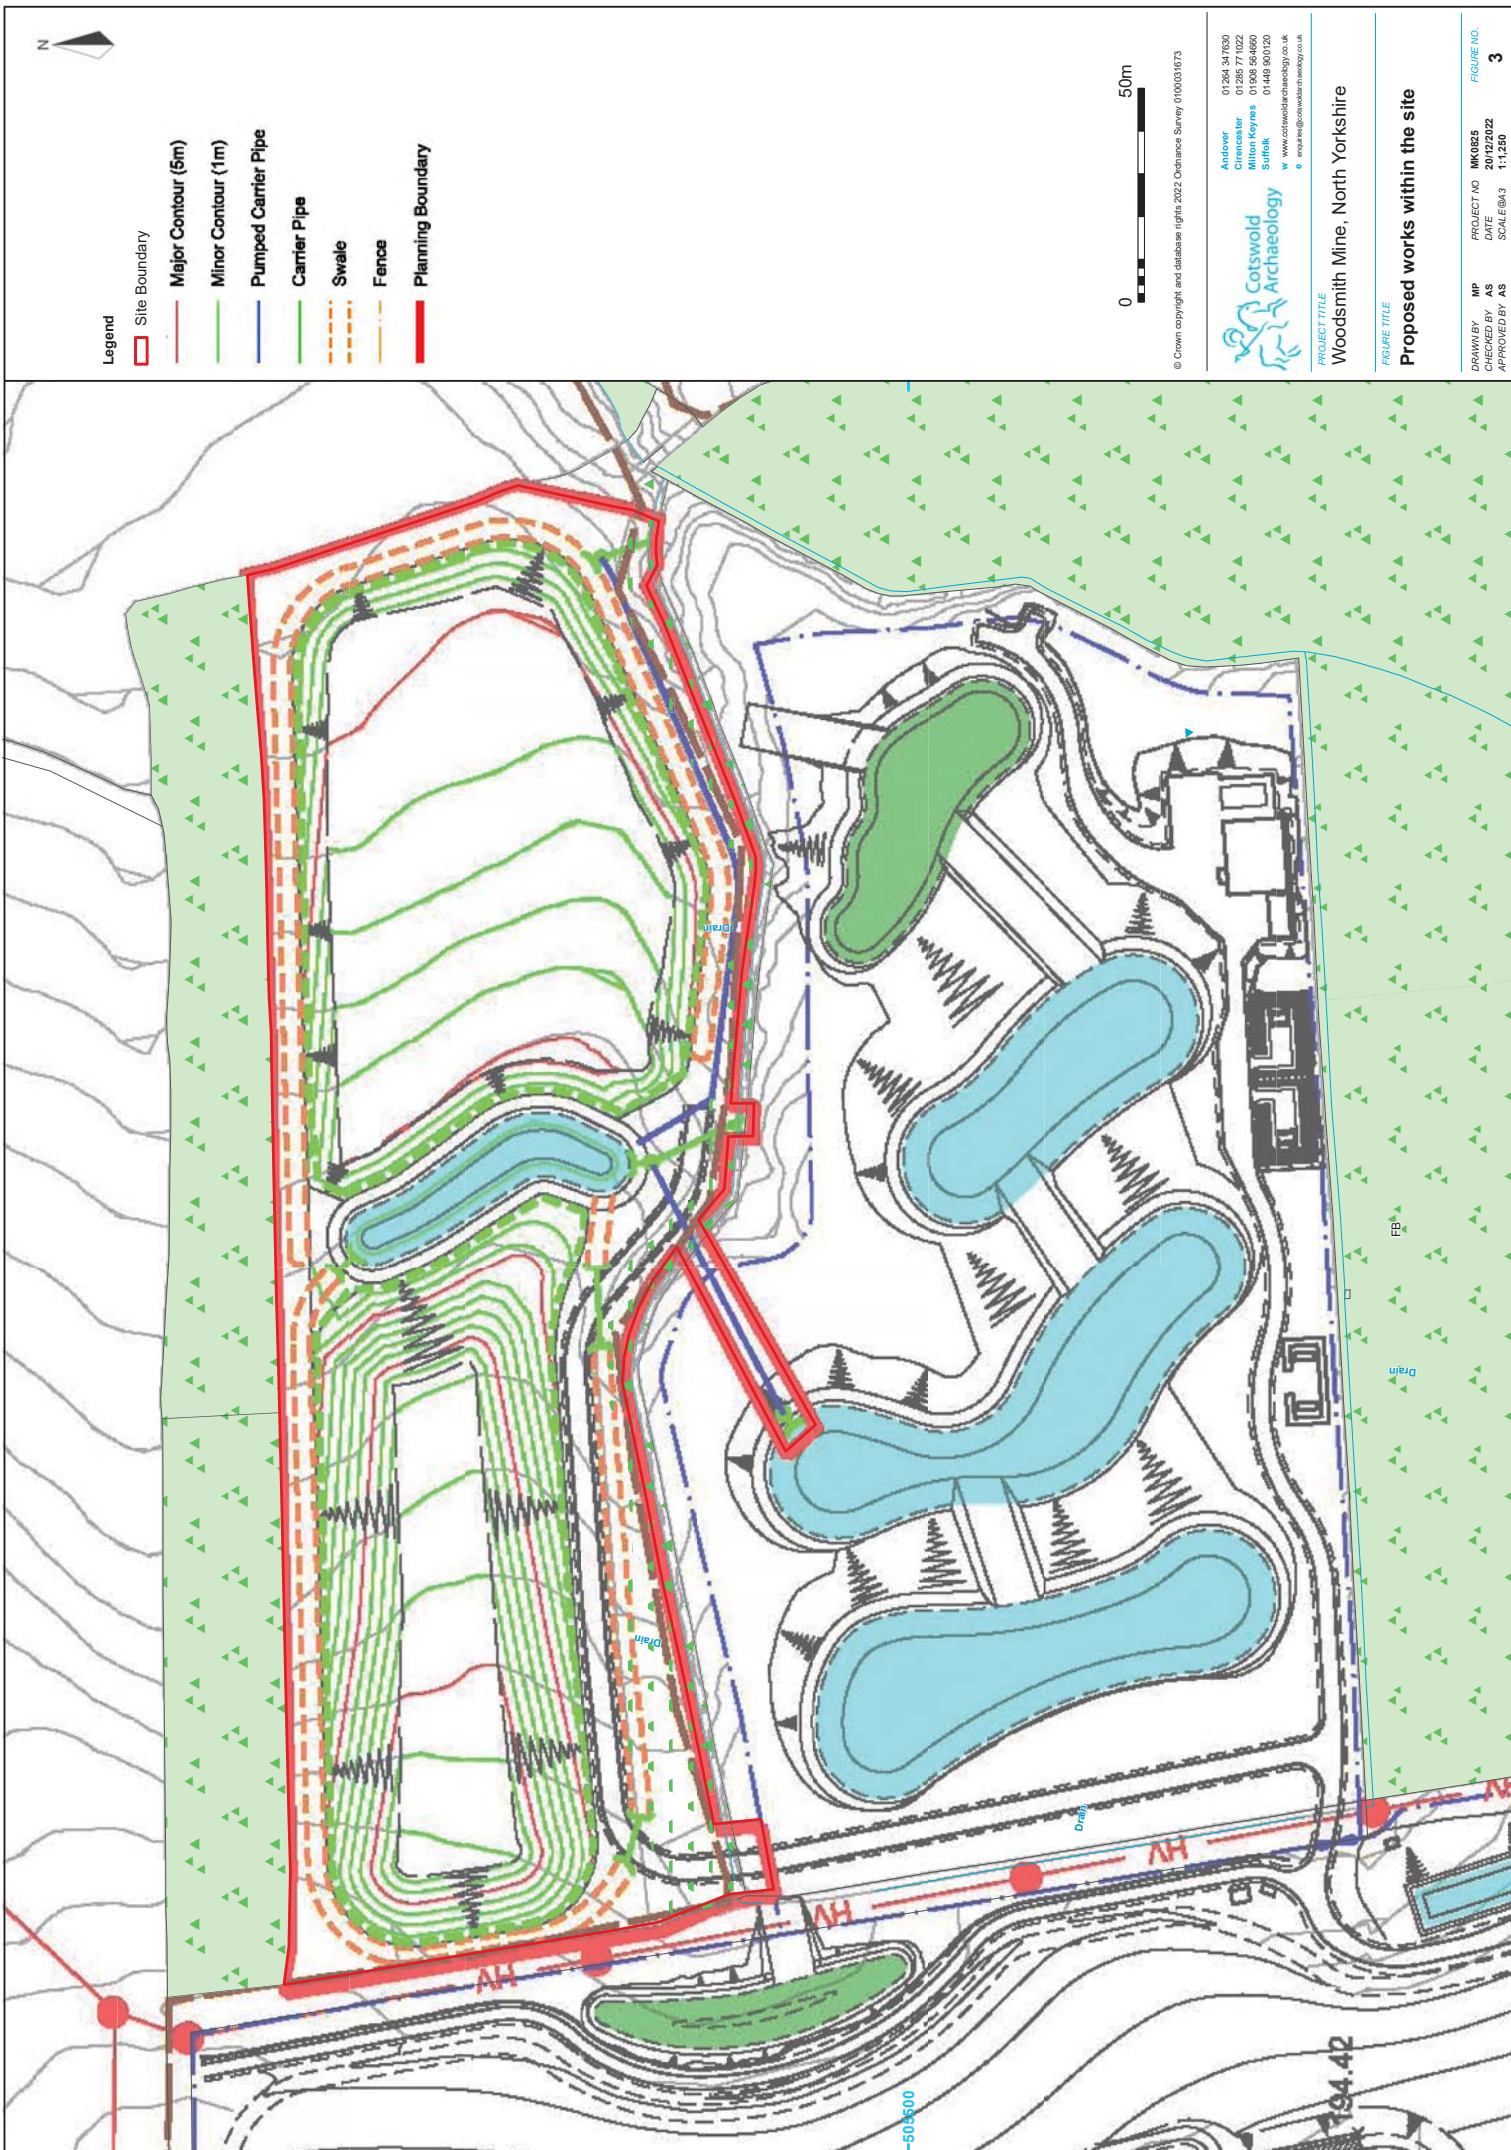 N
Legend
Site Boundary
Major Contour (5m)
Minor Contour (1m)
Pumped Carrier Pipe
Carrier Pipe
Swale
Fence
Planning Boundary
0 50m
© Crown copyright and database rights 2022 Ordnance Survey 0100031673
Cotswold
Archaeology
Andover 01264 347630
Cirencester 01285 771022
Milton Keynes 01908 564660
Suffolk 01449 900120
w www.cotswoldarchaeology.co.uk
e enquiries@cotswoldarchaeology.co.uk
PROJECT TITLE
Woodsmith Mine, North Yorkshire
FIGURE TITLE
Proposed works within the site
DRAWN BY MP
CHECKED BY AS
APPROVED BY AS
PROJECT NO MK0825
DATE 20/12/2022
SCALE@A3 1:1,250
FIGURE NO.
3
Drain
Drain
Drain
Drain
FB
HV
HV
HV
HV
505500
194.42